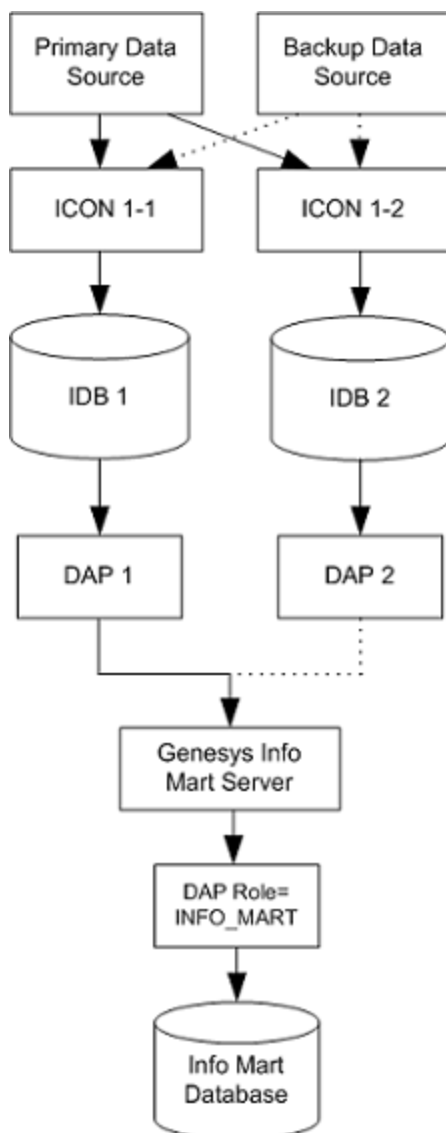 Primary Data
Source
Backup Data
Source
ICON 1-1
ICON 1-2
IDB 1
IDB 2
DAP 1
DAP 2
Genesys Info
Mart Server
DAP Role=
INFO_MART
Info Mart
Database